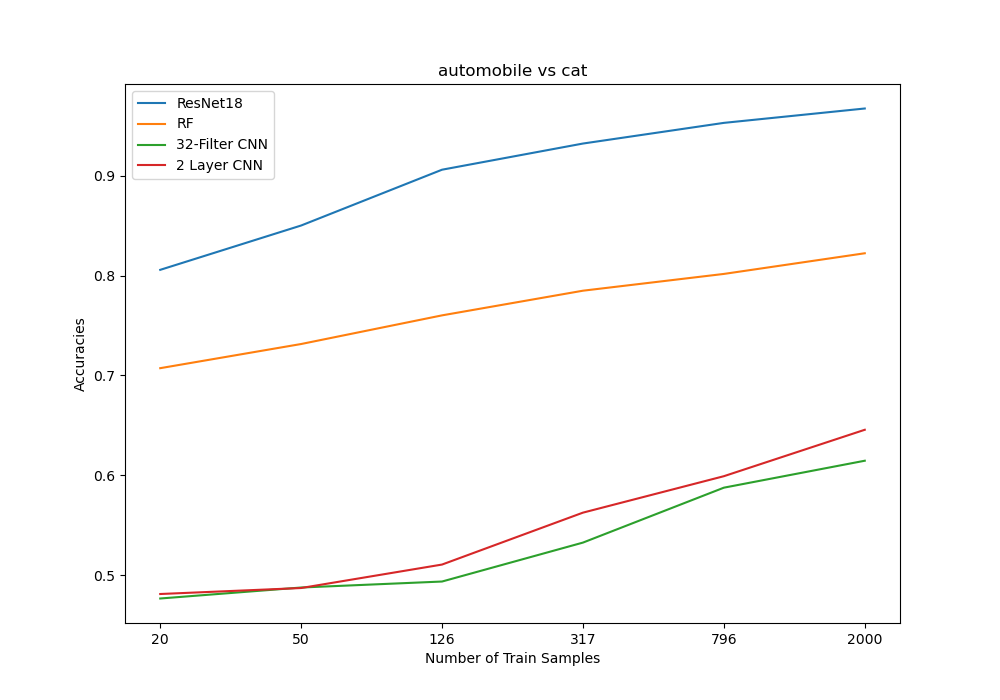 automobile vs cat
ResNet18
RF
32-Filter CNN
2 Layer CNN
0.9
0.8
0.7
0.6
0.5
Accuracies
20 50 126 317 796 2000
Number of Train Samples